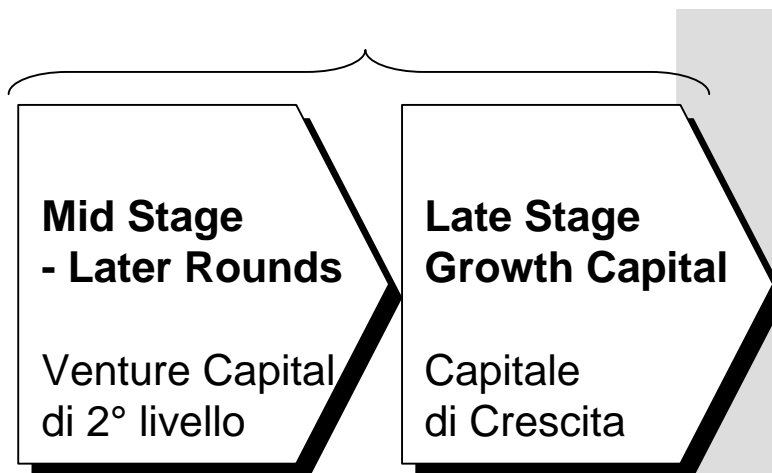 Mid Stage
- Later Rounds
Venture Capital
di 2° livello
Late Stage
Growth Capital
Capitale
di Crescita